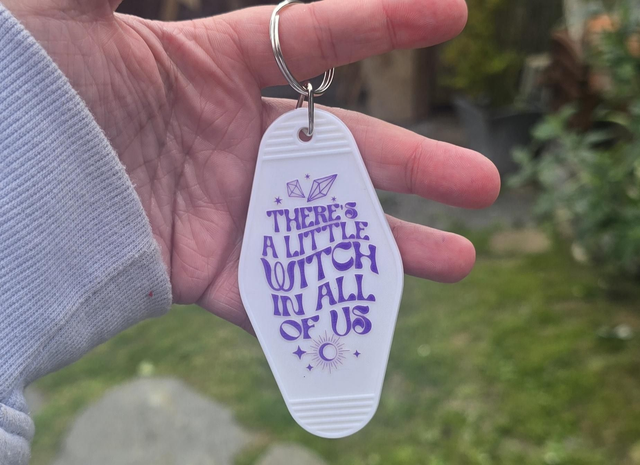 THERE'S
A LITTLE
WITCH
IN ALL
OF US